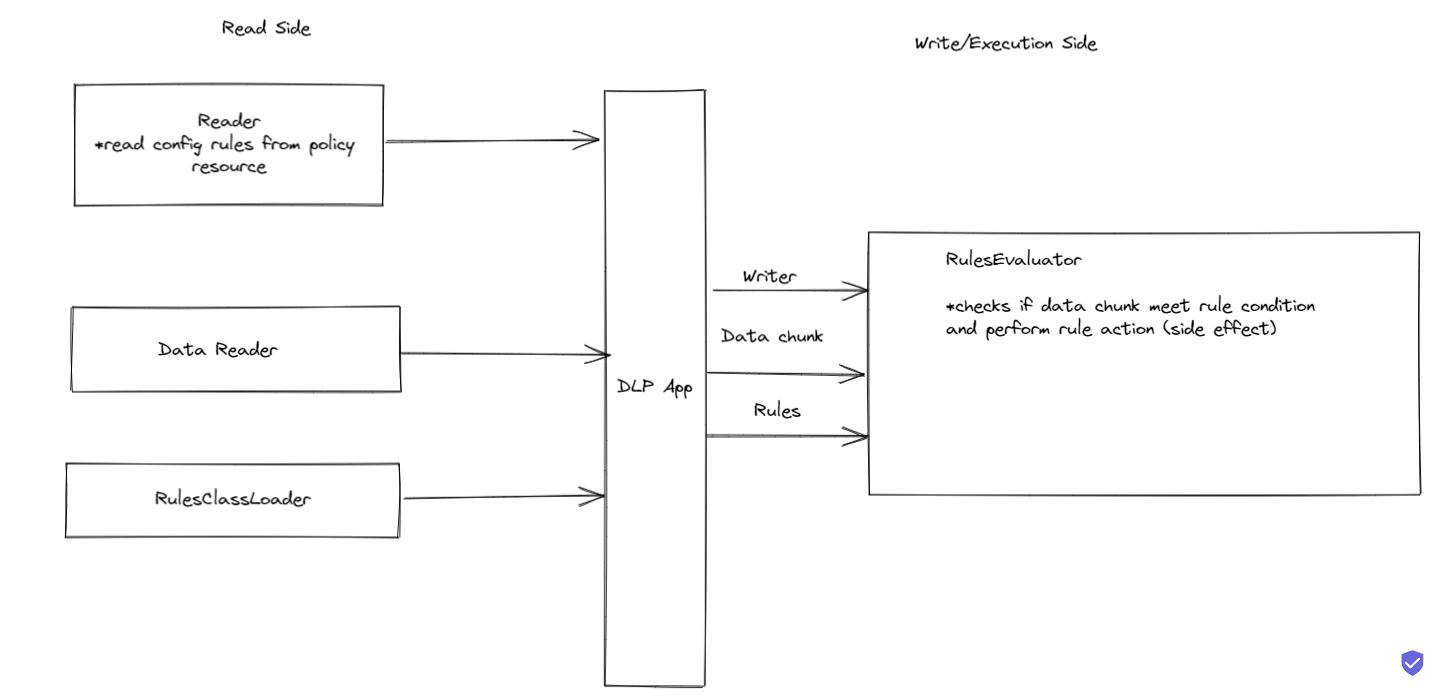 Read Side
Write/Execution Side
Reader
*read config rules from policy
resource
Data Reader
RulesClassLoader
DLP App
Writer
Data chunk
Rules
RulesEvaluator
*checks if data chunk meet rule condition
and perform rule action (side effect)